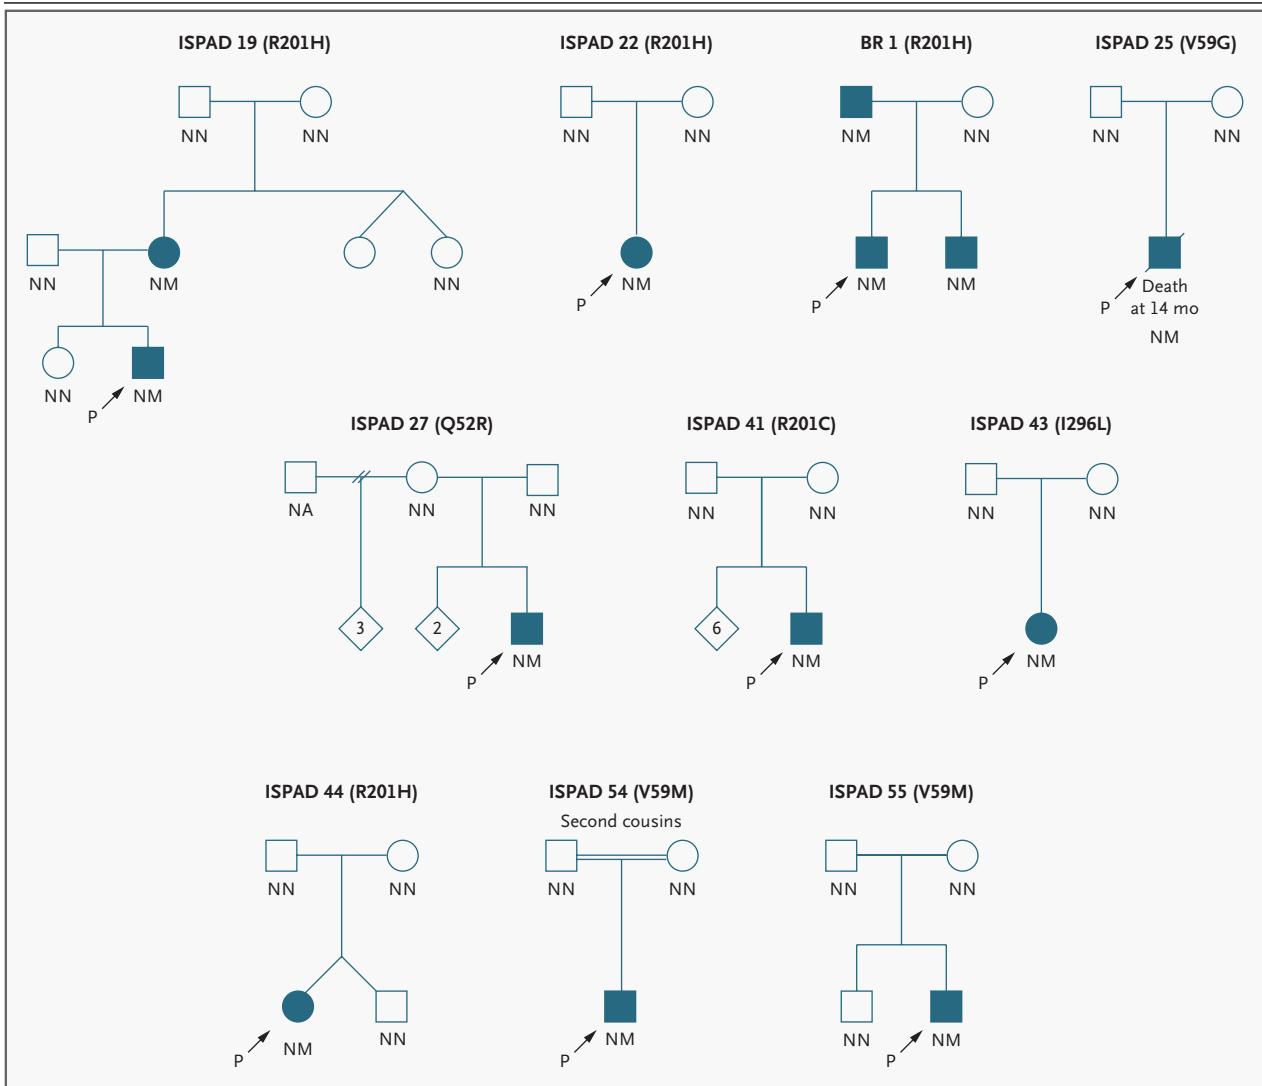 ISPAD 19 (R201H) ISPAD 22 (R201H) BR 1 (R201H) ISPAD 25 (V59G)
NN NN NN NN NM NN NN NN
NN NM NN P NM P NM NM P Death
at 14 mo
NM
NN P NM
ISPAD 27 (Q52R) ISPAD 41 (R201C) ISPAD 43 (I296L)
NA NN NN NN NN NN NN
3 2 6
P NM P NM P NM
ISPAD 44 (R201H) ISPAD 54 (V59M) ISPAD 55 (V59M)
Second cousins
NN NN NN NN NN NN
P NM NN P NM NN P NM